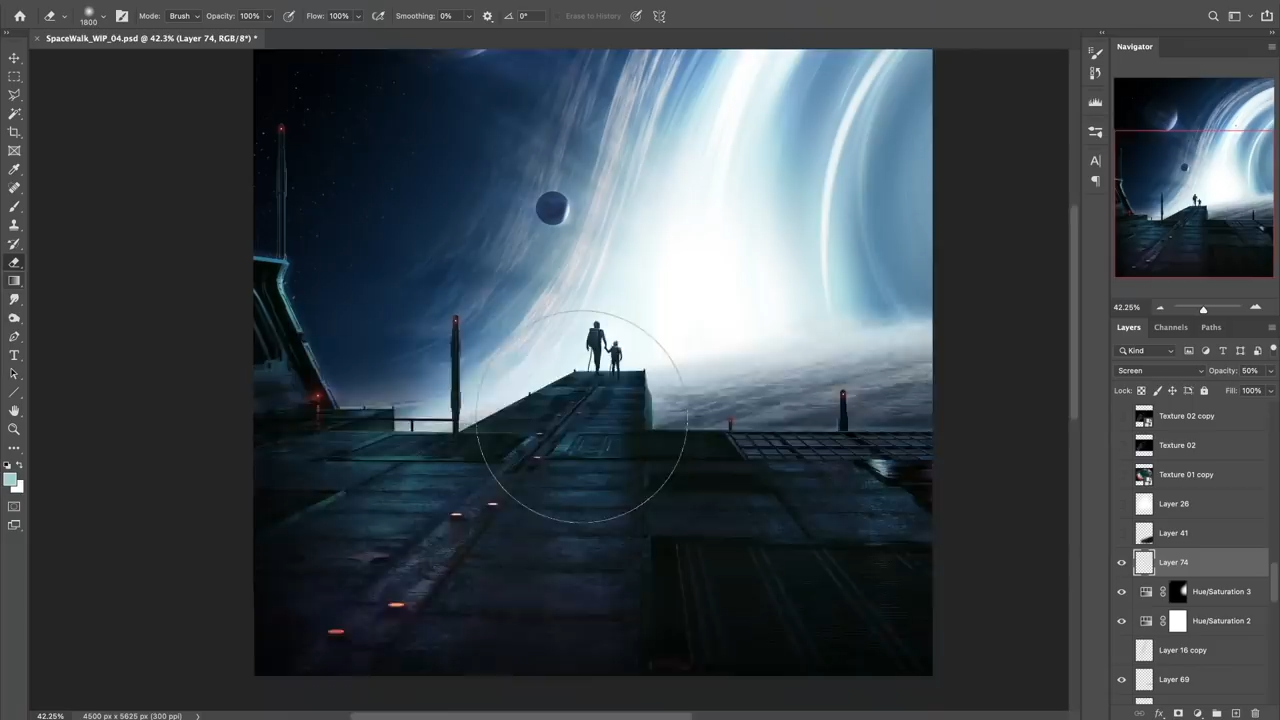 1800
Mode: Brush
Opacity: 100%
Flow: 100%
Smoothing: 0%
0°
Erase to History
SpaceWalk_WIP_04.psd @ 42.3% (Layer 74, RGB/8*) *
Navigator
42.25%
Layers Channels Paths
Kind
Screen
Opacity: 50%
Lock:
Fill: 100%
Texture 02 copy
Texture 02
Texture 01 copy
Layer 26
Layer 41
Layer 74
Hue/Saturation 3
Hue/Saturation 2
Layer 16 copy
Layer 69
42.25%
4500 px x 5625 px (300 ppi)